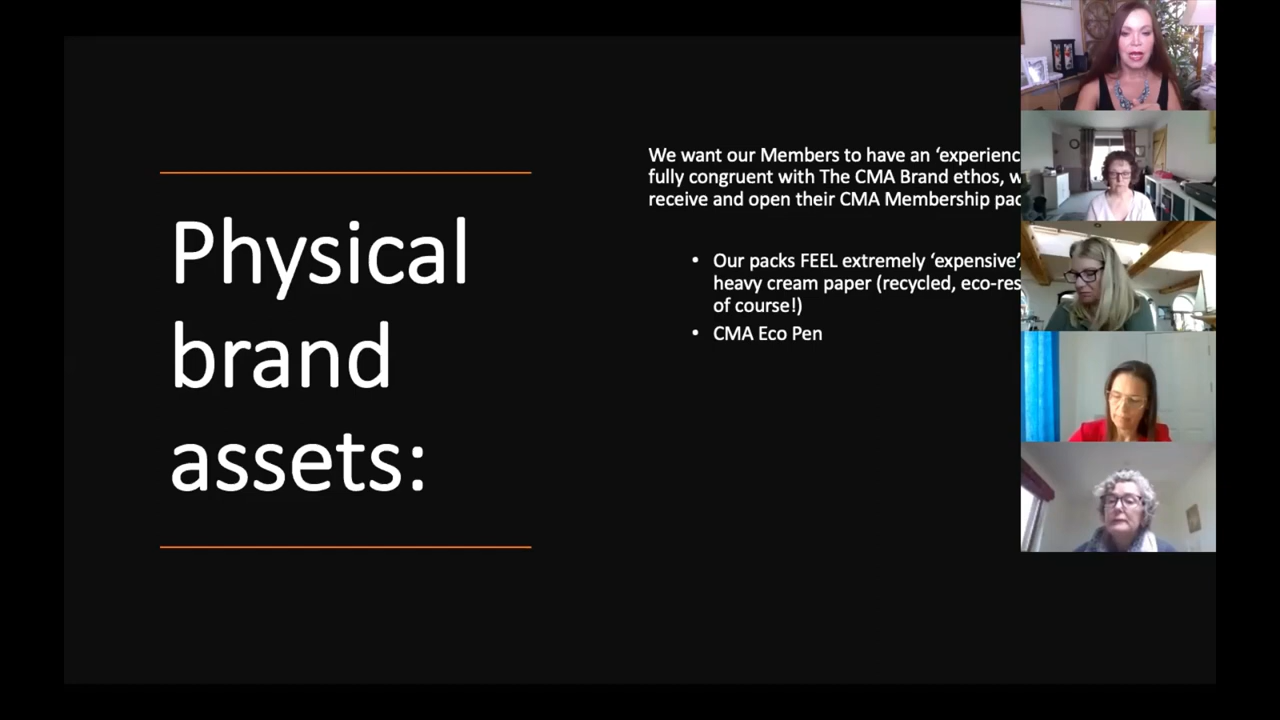 Physical
brand
assets:
We want our Members to have an ‘experienc
fully congruent with The CMA Brand ethos, w
receive and open their CMA Membership pac
• Our packs FEEL extremely ‘expensive’,
heavy cream paper (recycled, eco-res
of course!)
• CMA Eco Pen